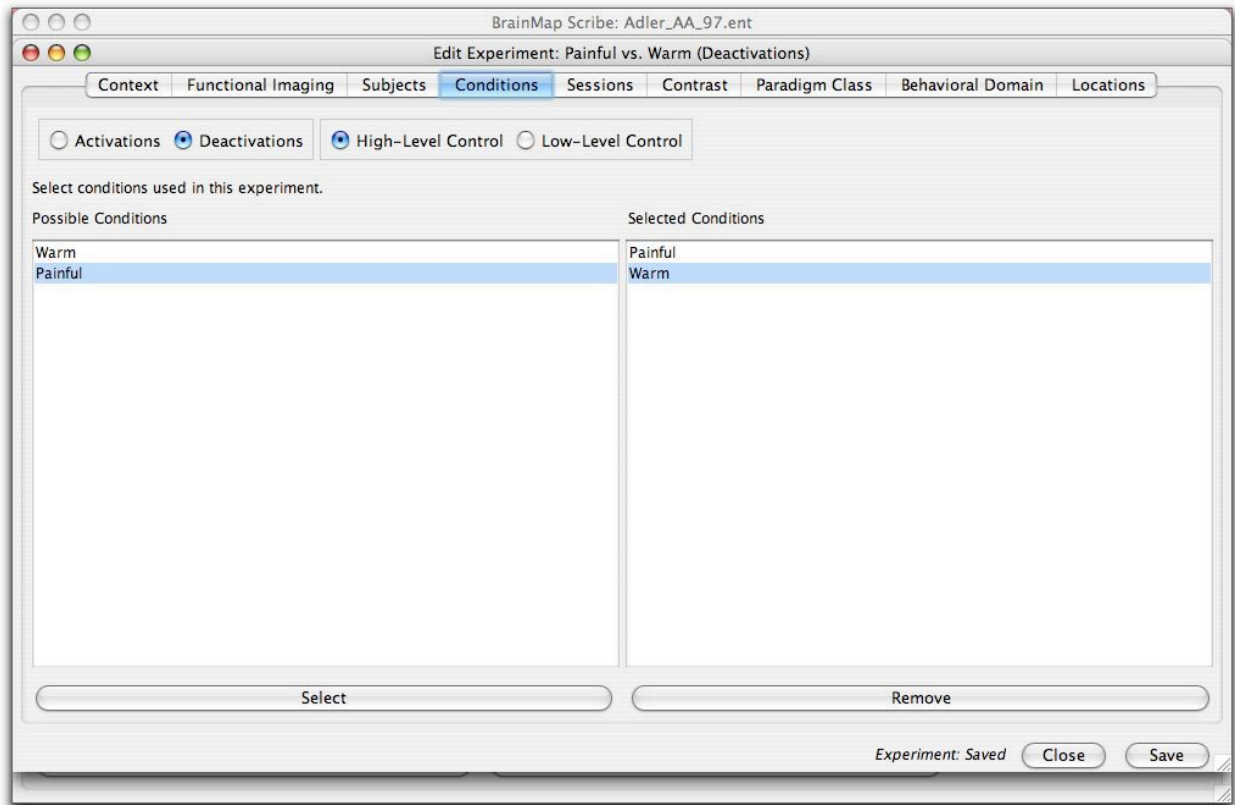 BrainMap Scribe: Adler_AA_97.ent
Edit Experiment: Painful vs. Warm (Deactivations)
Context Functional Imaging Subjects Conditions Sessions Contrast Paradigm Class Behavioral Domain Locations
Activations Deactivations High-Level Control Low-Level Control
Select conditions used in this experiment.
Possible Conditions Selected Conditions
Warm Painful
Painful Warm
Select Remove
Experiment: Saved Close Save